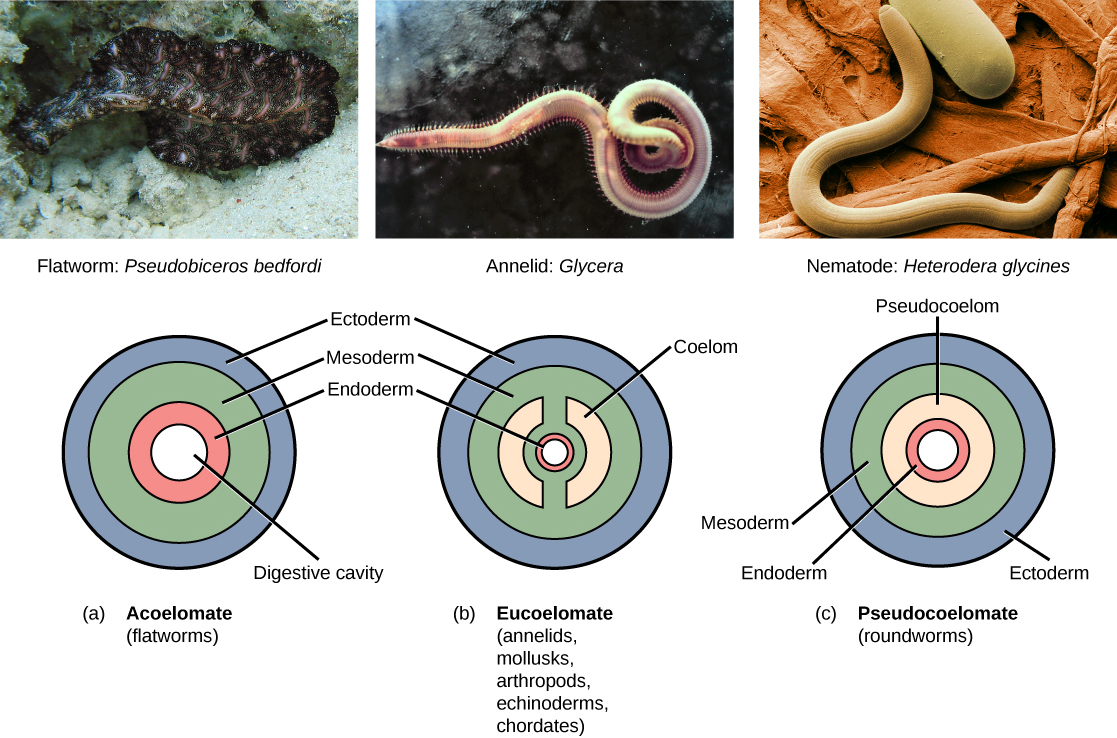 Flatworm: Pseudobiceros bedfordi
Annelid: Glycera
Nematode: Heterodera glycines
Ectoderm
Mesoderm
Endoderm
Digestive cavity
Coelom
Pseudocoelom
Mesoderm
Endoderm
Ectoderm
(a) Acoelomate
(flatworms)
(b) Eucoelomate
(annelids,
mollusks,
arthropods,
echinoderms,
chordates)
(c) Pseudocoelomate
(roundworms)